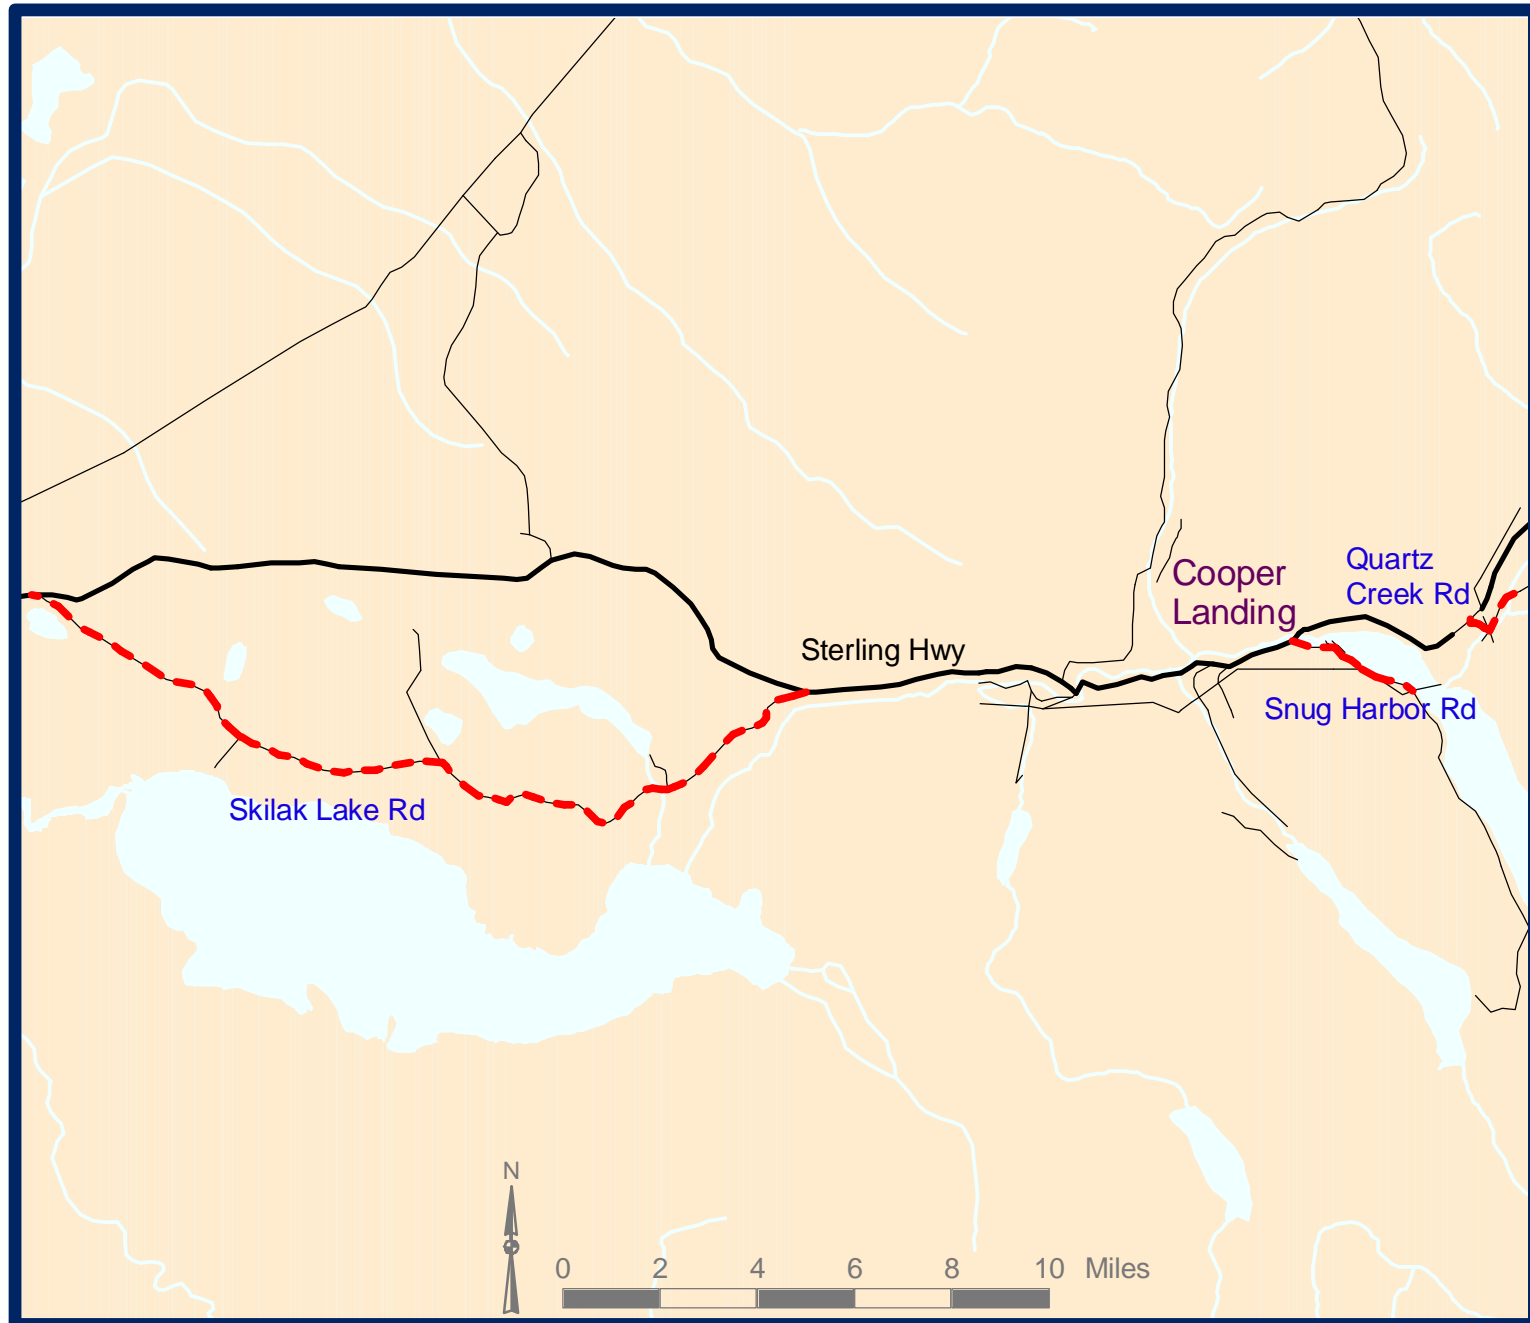 Quartz
Creek Rd
Cooper
Landing
Sterling Hwy
Snug Harbor Rd
Skilak Lake Rd
N
0 2 4 6 8 10 Miles